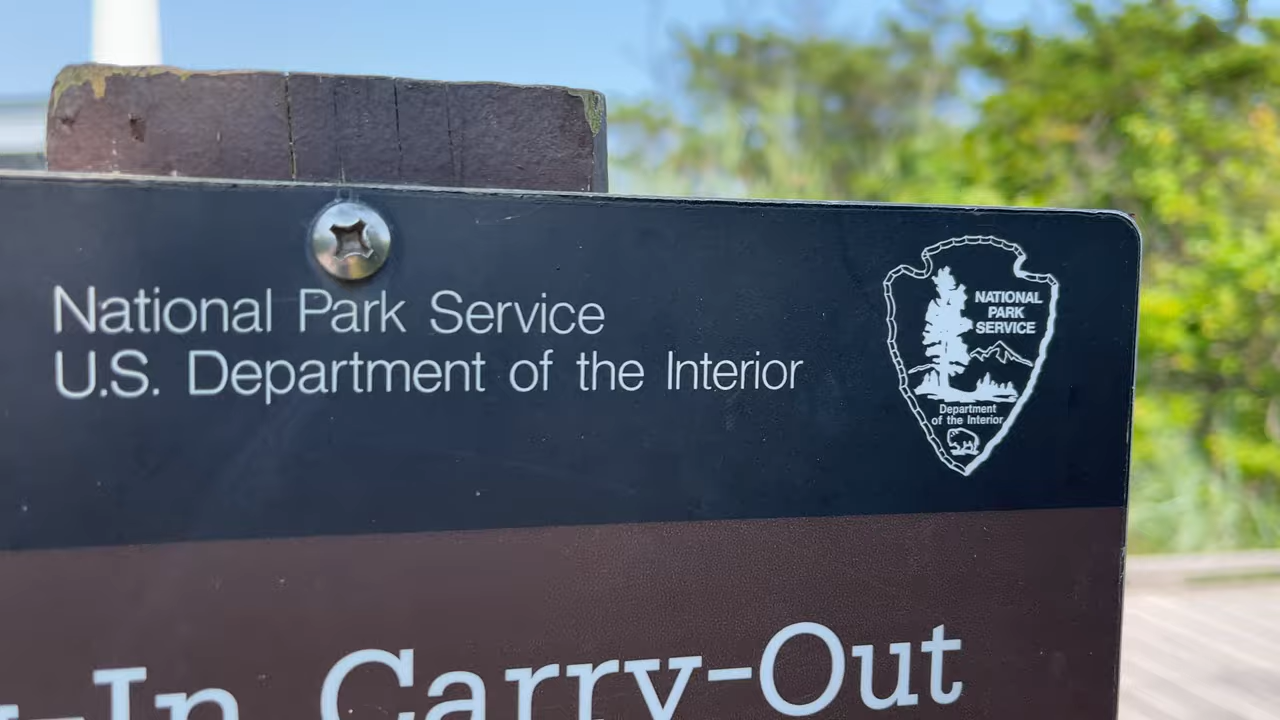 National Park Service
U.S. Department of the Interior
NATIONAL
PARK
SERVICE
Department
of the Interior
y-In Carry-Out